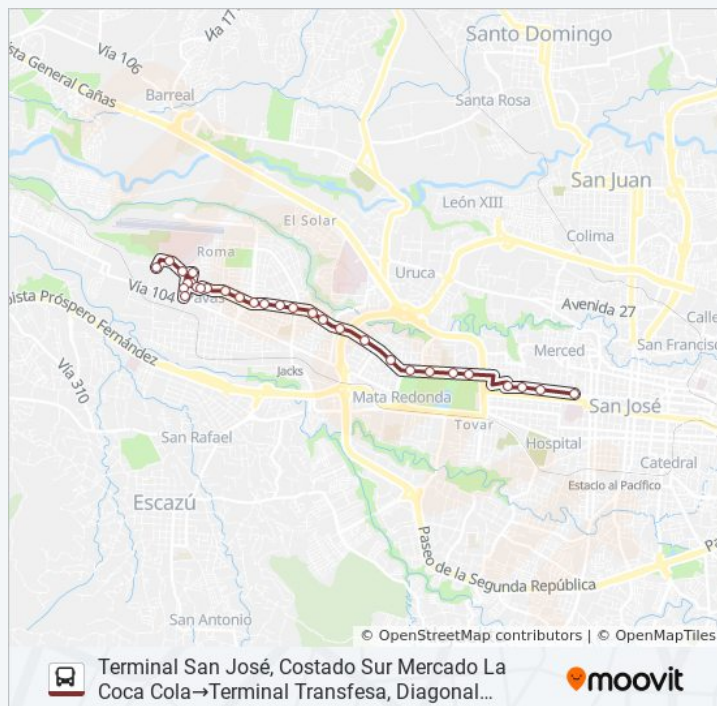 Santo Domingo
Vía 106
Vía 17
ista General Cañas
Barreal
Santa Rosa
San Juan
León XIII
El Solar
Colima
Roma
Uruca
Vía 104
Pavas
Avenida 27
pista Próspero Fernández
Calle
Merced
San Francisco
Vía 310
Jacks
Mata Redonda
San José
San Rafael
Tovar
Hospital
Catedral
Escazú
Estacio al Pacífico
Paseo de la Segunda República
San Antonio
© OpenStreetMap contributors | © OpenMapTiles
Terminal San José, Costado Sur Mercado La
Coca Cola→Terminal Transfesa, Diagonal…
moovit